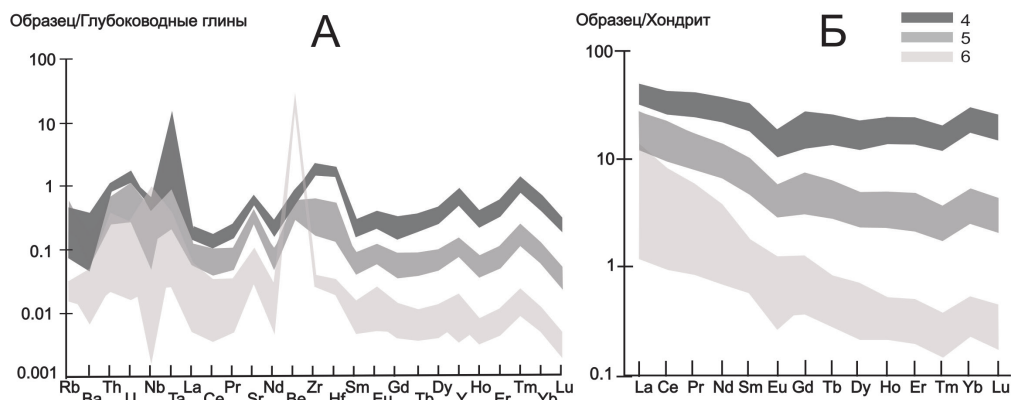 Образец/Глубоководные глины
А
100
10
1
0.1
0.01
0.001
Rb Th Nb La Pr Nd Zr Sm Gd Dy Ho Tm Lu
Ba U Ta Ce Sr Be Hf Eu Tb Y Er Yb
Образец/Хондрит
Б
4
5
6
100
10
1
0.1
La Ce Pr Nd Sm Eu Gd Tb Dy Ho Er Tm Yb Lu